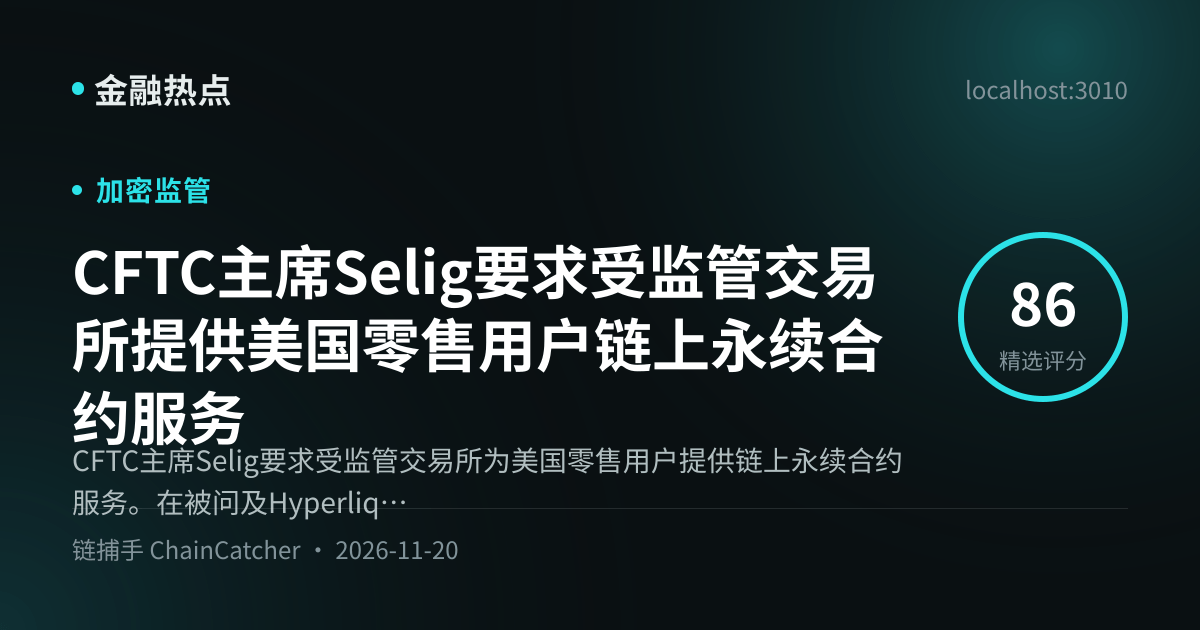 金融热点
localhost:3010
加密监管
CFTC主席Selig要求受监管交易
所提供美国零售用户链上永续合
约服务
86
精选评分
CFTC主席Selig要求受监管交易所为美国零售用户提供链上永续合约
服务。在被问及Hyperliq…
链捕手 ChainCatcher • 2026-11-20